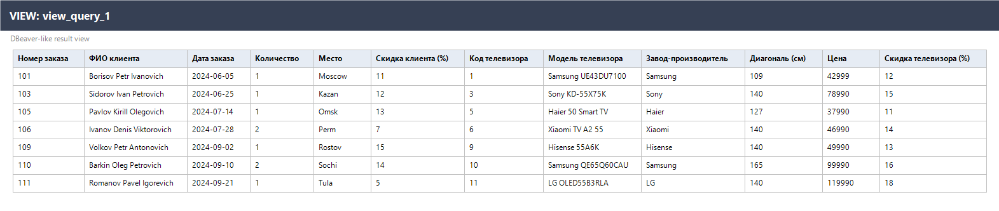 VIEW: view_query_1
DBeaver-like result view
Номер заказа ФИО клиента Дата заказа Количество Место Скидка клиента (%) Код телевизора Модель телевизора Завод-производитель Диагональ (см) Цена Скидка телевизора (%)
101 Borisov Petr Ivanovich 2024-06-05 1 Moscow 11 1 Samsung UE43DU7100 Samsung 109 42999 12
103 Sidorov Ivan Petrovich 2024-06-25 1 Kazan 12 3 Sony KD-55X75K Sony 140 78990 15
105 Pavlov Kirill Olegovich 2024-07-14 1 Omsk 13 5 Haier 50 Smart TV Haier 127 37990 11
106 Ivanov Denis Viktorovich 2024-07-28 2 Perm 7 6 Xiaomi TV A2 55 Xiaomi 140 46990 14
109 Volkov Petr Antonovich 2024-09-02 1 Rostov 15 9 Hisense 55A6K Hisense 140 49990 13
110 Barkin Oleg Petrovich 2024-09-10 2 Sochi 14 10 Samsung QE65Q60CAU Samsung 165 99990 16
111 Romanov Pavel Igorevich 2024-09-21 1 Tula 5 11 LG OLED55B3RLA LG 140 119990 18